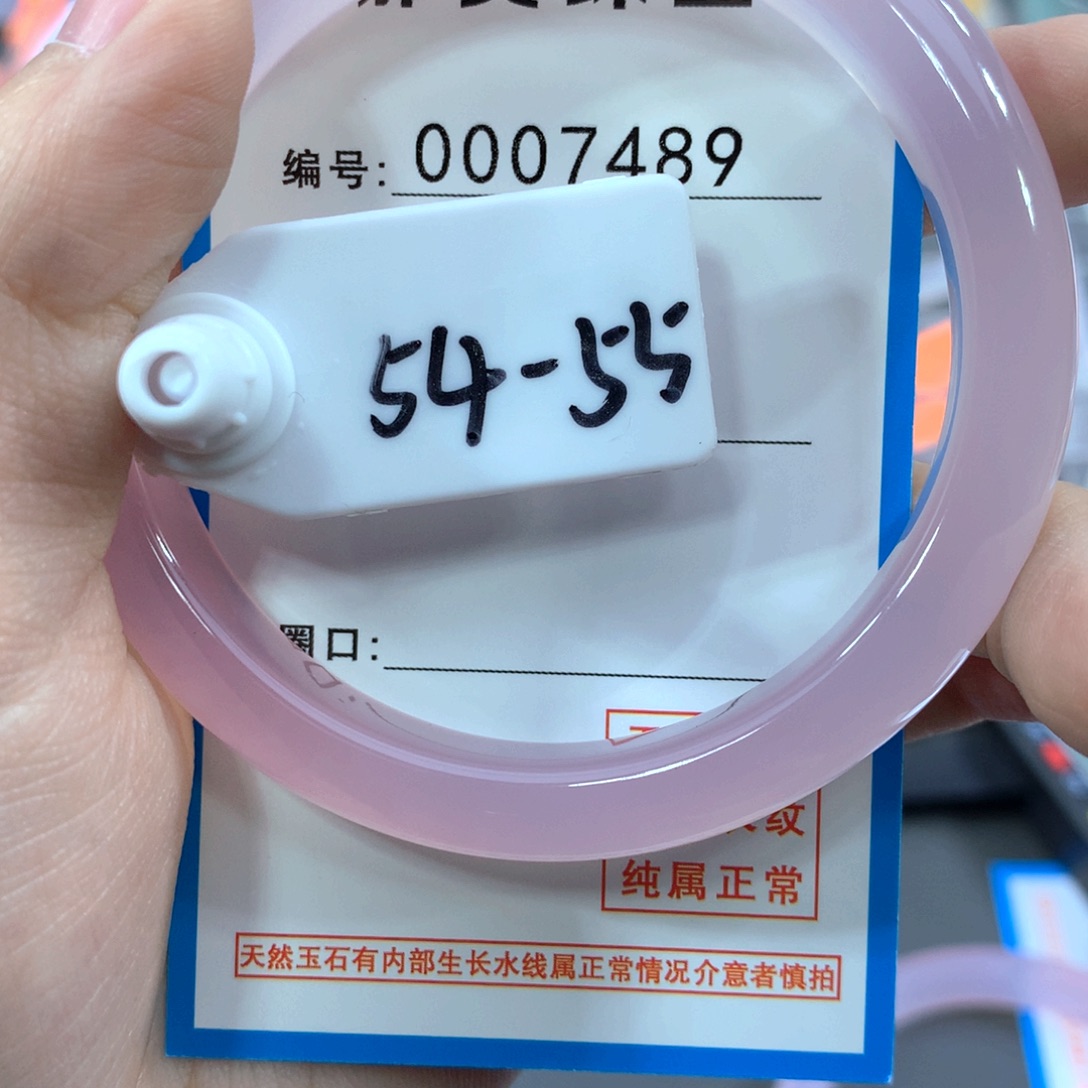 编号: 0007489
54-55
圈口:
纹
纯属正常
天然玉石有内部生长水线属正常情况介意者慎拍